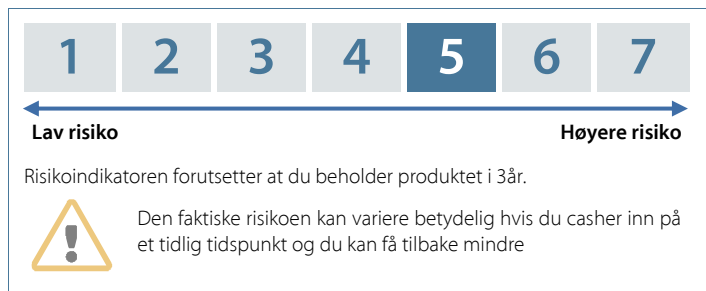 1 2 3 4 5 6 7
Lav risiko Høyere risiko
Risikoindikatoren forutsetter at du beholder produktet i 3år.
Den faktiske risikoen kan variere betydelig hvis du casher inn på
et tidlig tidspunkt og du kan få tilbake mindre